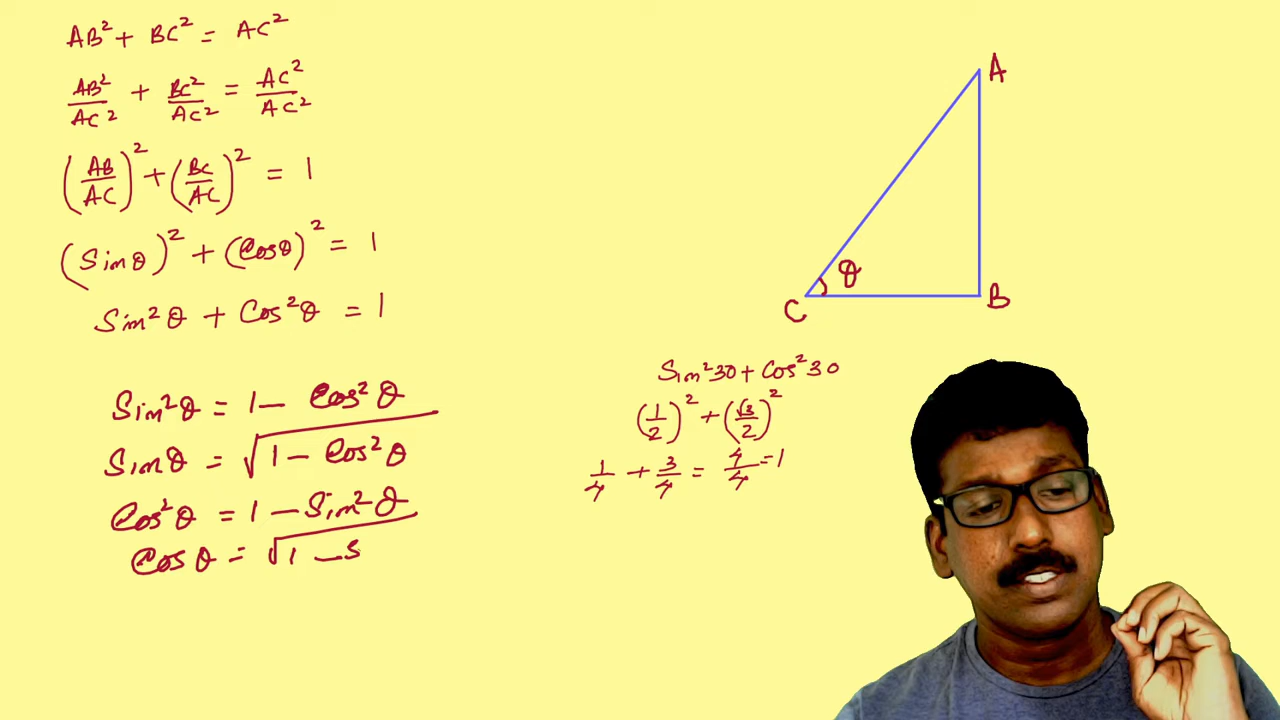 AB² + BC² = AC²
AB²/AC² + BC²/AC² = AC²/AC²
(AB/AC)² + (BC/AC)² = 1
(Sinθ)² + (Cosθ)² = 1
Sin²θ + Cos²θ = 1
Sin²θ = 1 − Cos²θ
Sinθ = √(1 − Cos²θ)
Cos²θ = 1 − Sin²θ
Cosθ = √1 − S
A
θ
C
B
Sin²30 + Cos²30
(1/2)² + (√3/2)²
1/4 + 3/4 = 4/4 = 1